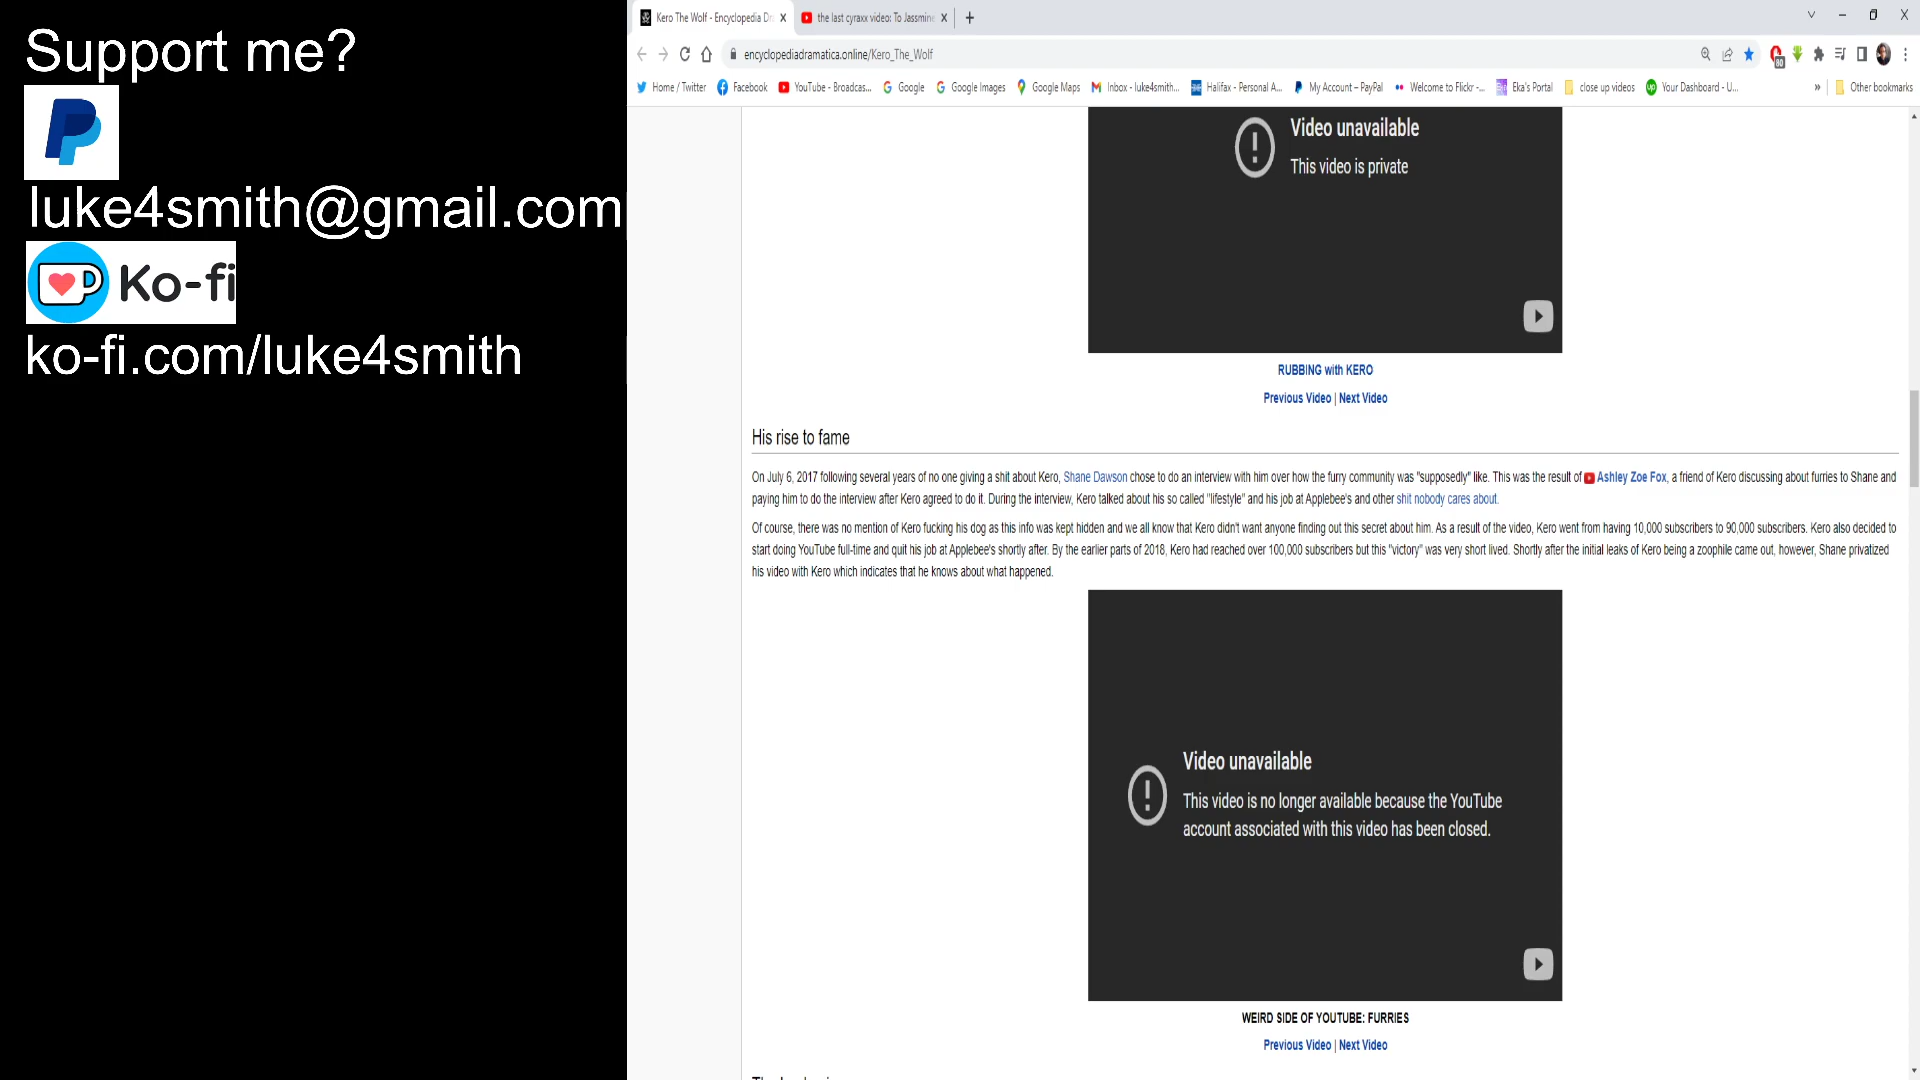 Support me?
luke4smith@gmail.com
Ko-fi
ko-fi.com/luke4smith
Kero The Wolf - Encyclopedia Dr
the last cyraxx video: To Jassmine
encyclopediadramatica.online/Kero_The_Wolf
80
Home / Twitter
Facebook
YouTube - Broadcas...
Google
Google Images
Google Maps
Inbox - luke4smith...
Halifax - Personal A...
My Account – PayPal
Welcome to Flickr -...
Eka's Portal
close up videos
Your Dashboard - U...
»
Other bookmarks
Video unavailable
This video is private
RUBBING with KERO
Previous Video | Next Video
His rise to fame
On July 6, 2017 following several years of no one giving a shit about Kero, Shane Dawson chose to do an interview with him over how the furry community was "supposedly" like. This was the result of Ashley Zoe Fox, a friend of Kero discussing about furries to Shane and
paying him to do the interview after Kero agreed to do it. During the interview, Kero talked about his so called "lifestyle" and his job at Applebee's and other shit nobody cares about.
Of course, there was no mention of Kero fucking his dog as this info was kept hidden and we all know that Kero didn't want anyone finding out this secret about him. As a result of the video, Kero went from having 10,000 subscribers to 90,000 subscribers. Kero also decided to
start doing YouTube full-time and quit his job at Applebee's shortly after. By the earlier parts of 2018, Kero had reached over 100,000 subscribers but this "victory" was very short lived. Shortly after the initial leaks of Kero being a zoophile came out, however, Shane privatized
his video with Kero which indicates that he knows about what happened.
Video unavailable
This video is no longer available because the YouTube
account associated with this video has been closed.
WEIRD SIDE OF YOUTUBE: FURRIES
Previous Video | Next Video